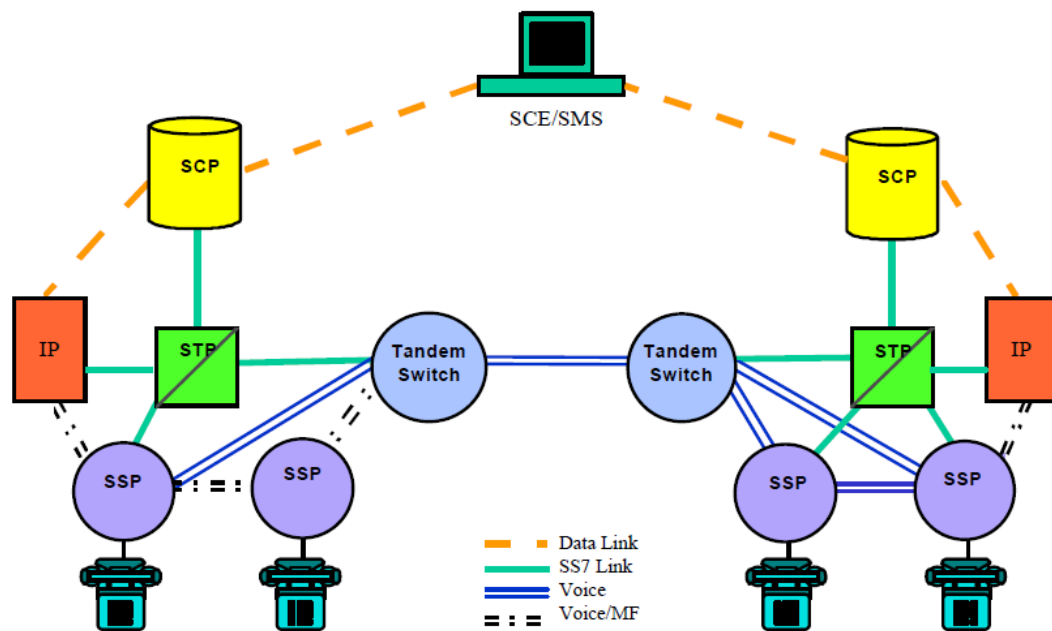 SCE/SMS
SCP
SCP
IP
STP
Tandem
Switch
Tandem
Switch
STP
IP
SSP
SSP
SSP
SSP
Data Link
SS7 Link
Voice
Voice/MF